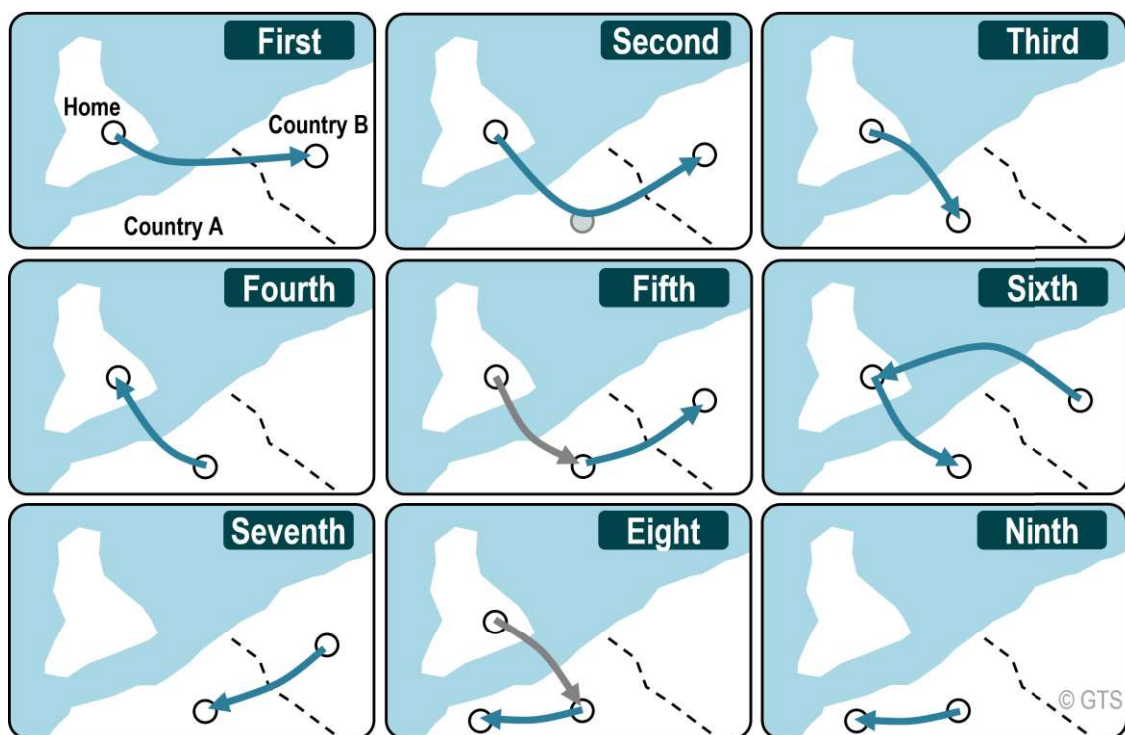 First
Home
Country B
Country A
Second
Third
Fourth
Fifth
Sixth
Seventh
Eight
Ninth
© GTS